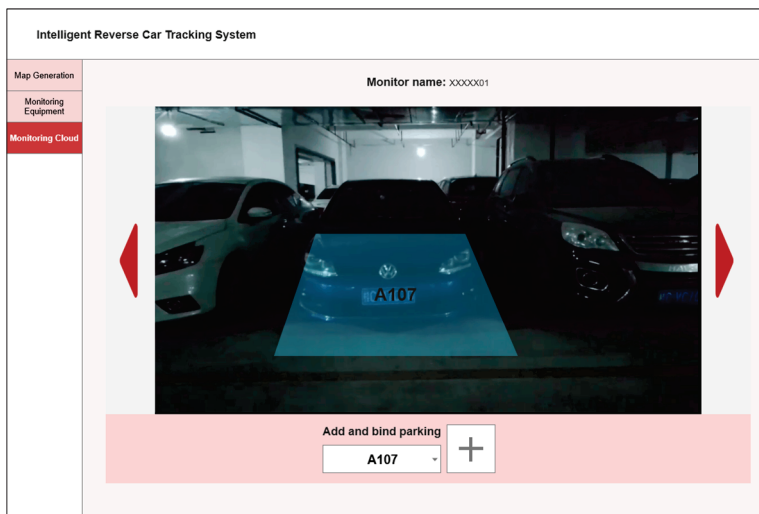 Intelligent Reverse Car Tracking System
Map Generation
Monitoring
Equipment
Monitoring Cloud
Monitor name: XXXXX01
A107
Add and bind parking
A107